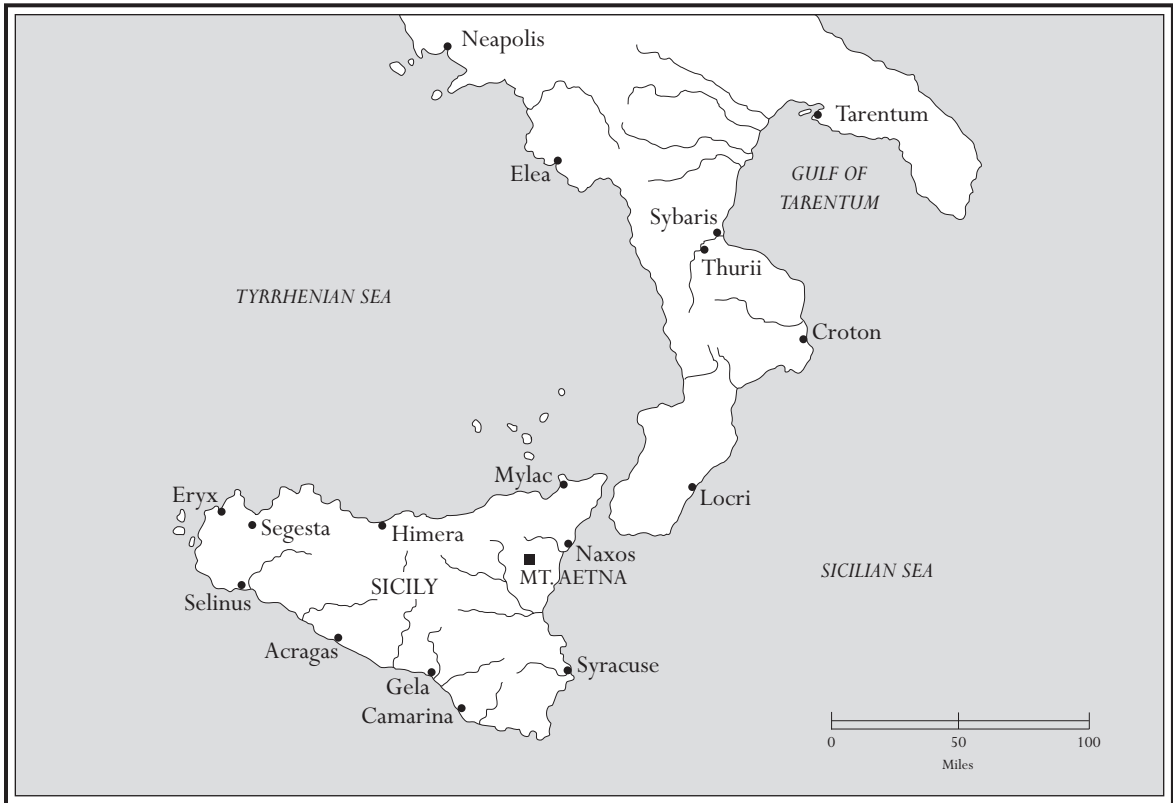 Neapolis
Tarentum
Elea
GULF OF
TARENTUM
Sybaris
Thurii
TYRRHENIAN SEA
Croton
Mylac
Locri
Eryx
Segesta
Himera
Naxos
MT. AETNA
SICILY
SICILIAN SEA
Selinus
Acragas
Syracuse
Gela
Camarina
0 50 100
Miles